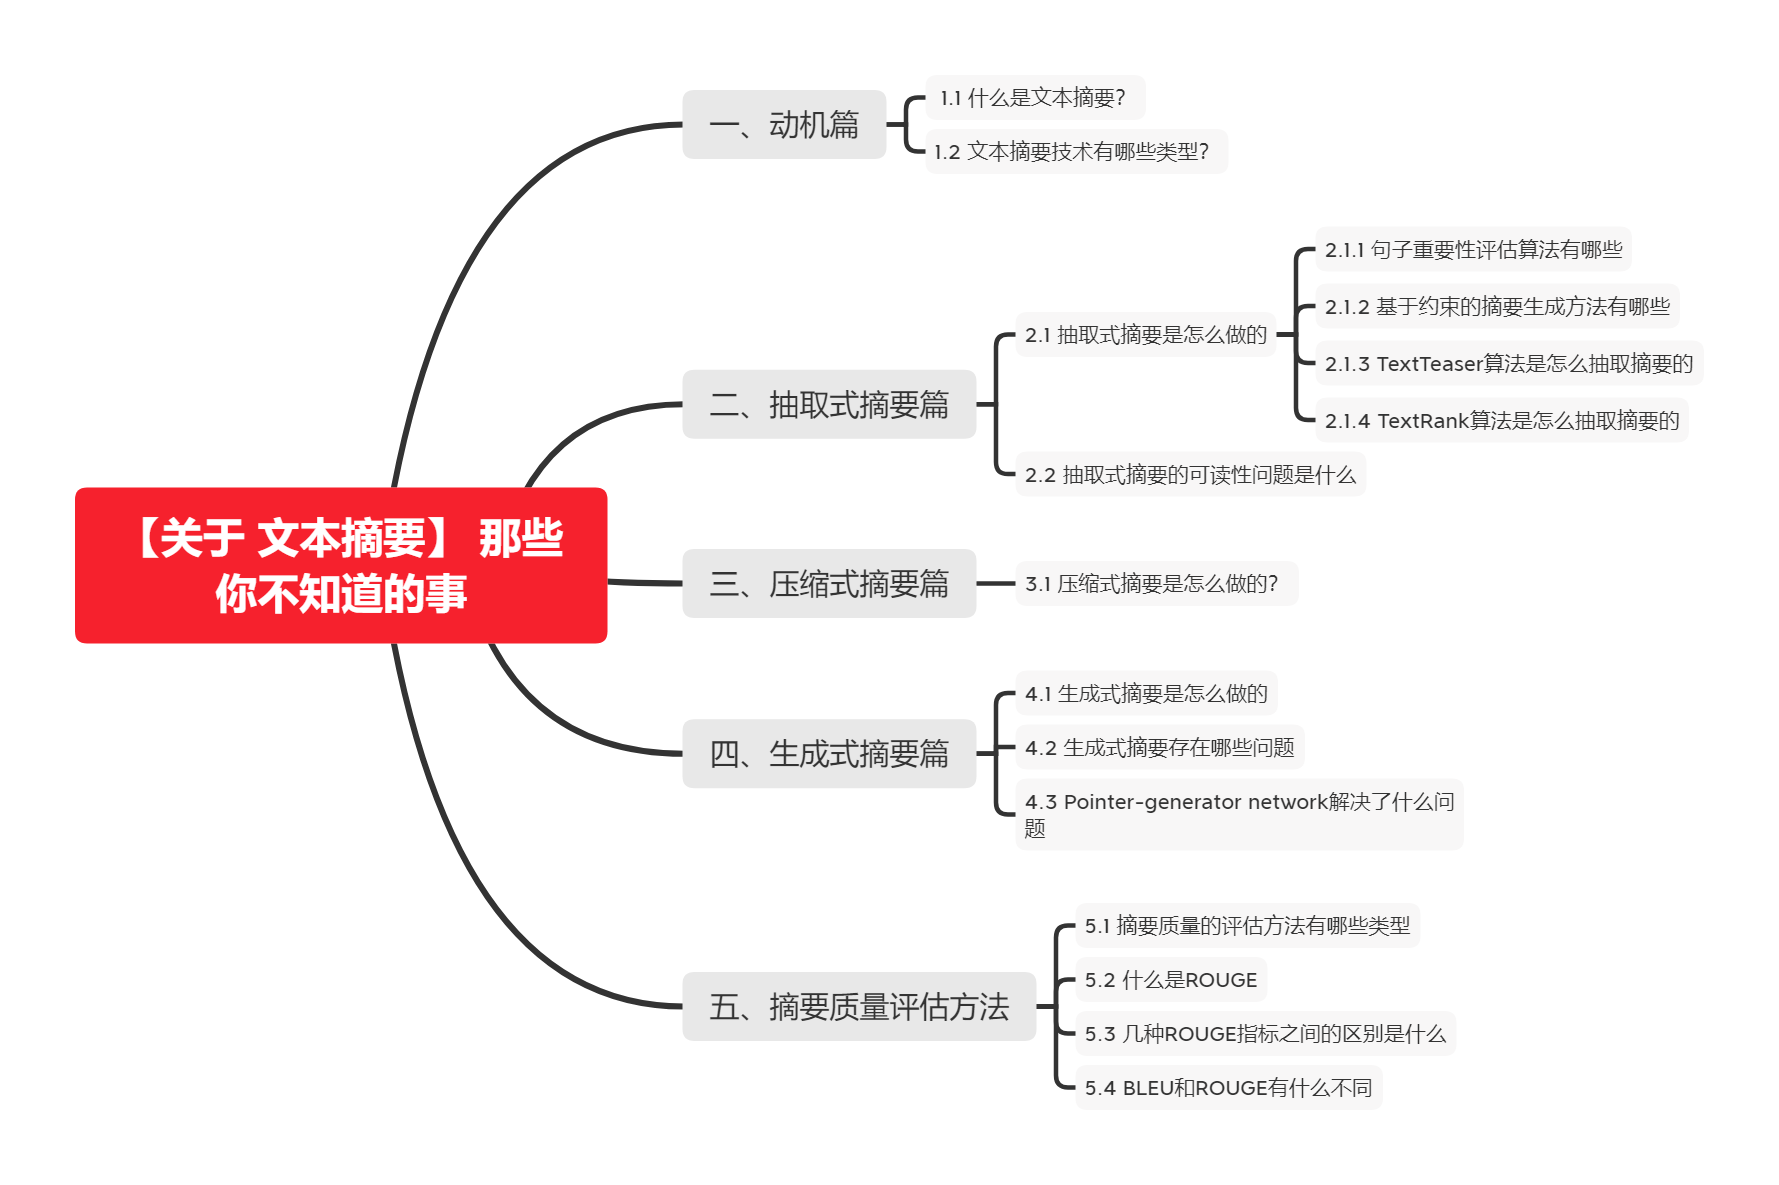 【关于 文本摘要】 那些
你不知道的事
一、动机篇
1.1 什么是文本摘要？
1.2 文本摘要技术有哪些类型？
二、抽取式摘要篇
2.1 抽取式摘要是怎么做的
2.1.1 句子重要性评估算法有哪些
2.1.2 基于约束的摘要生成方法有哪些
2.1.3 TextTeaser算法是怎么抽取摘要的
2.1.4 TextRank算法是怎么抽取摘要的
2.2 抽取式摘要的可读性问题是什么
三、压缩式摘要篇
3.1 压缩式摘要是怎么做的？
四、生成式摘要篇
4.1 生成式摘要是怎么做的
4.2 生成式摘要存在哪些问题
4.3 Pointer-generator network解决了什么问
题
五、摘要质量评估方法
5.1 摘要质量的评估方法有哪些类型
5.2 什么是ROUGE
5.3 几种ROUGE指标之间的区别是什么
5.4 BLEU和ROUGE有什么不同